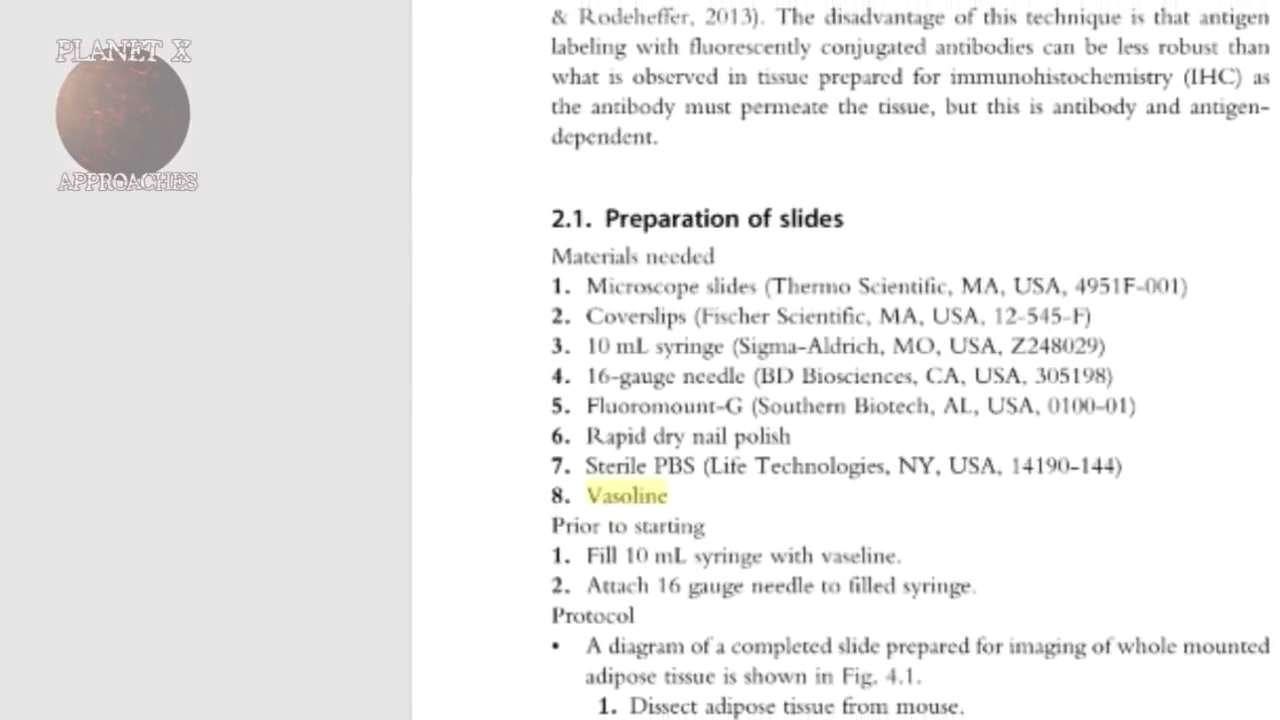 PLANET X
APPROACHES
& Rodeheffer, 2013). The disadvantage of this technique is that antigen
labeling with fluorescently conjugated antibodies can be less robust than
what is observed in tissue prepared for immunohistochemistry (IHC) as
the antibody must permeate the tissue, but this is antibody and antigen-
dependent.
2.1. Preparation of slides
Materials needed
1. Microscope slides (Thermo Scientific, MA, USA, 4951F-001)
2. Coverslips (Fischer Scientific, MA, USA, 12-545-F)
3. 10 mL syringe (Sigma-Aldrich, MO, USA, Z248029)
4. 16-gauge needle (BD Biosciences, CA, USA, 305198)
5. Fluoromount-G (Southern Biotech, AL, USA, 0100-01)
6. Rapid dry nail polish
7. Sterile PBS (Life Technologies, NY, USA, 14190-144)
8. Vasoline
Prior to starting
1. Fill 10 mL syringe with vaseline.
2. Attach 16 gauge needle to filled syringe.
Protocol
• A diagram of a completed slide prepared for imaging of whole mounted
adipose tissue is shown in Fig. 4.1.
1. Dissect adipose tissue from mouse.